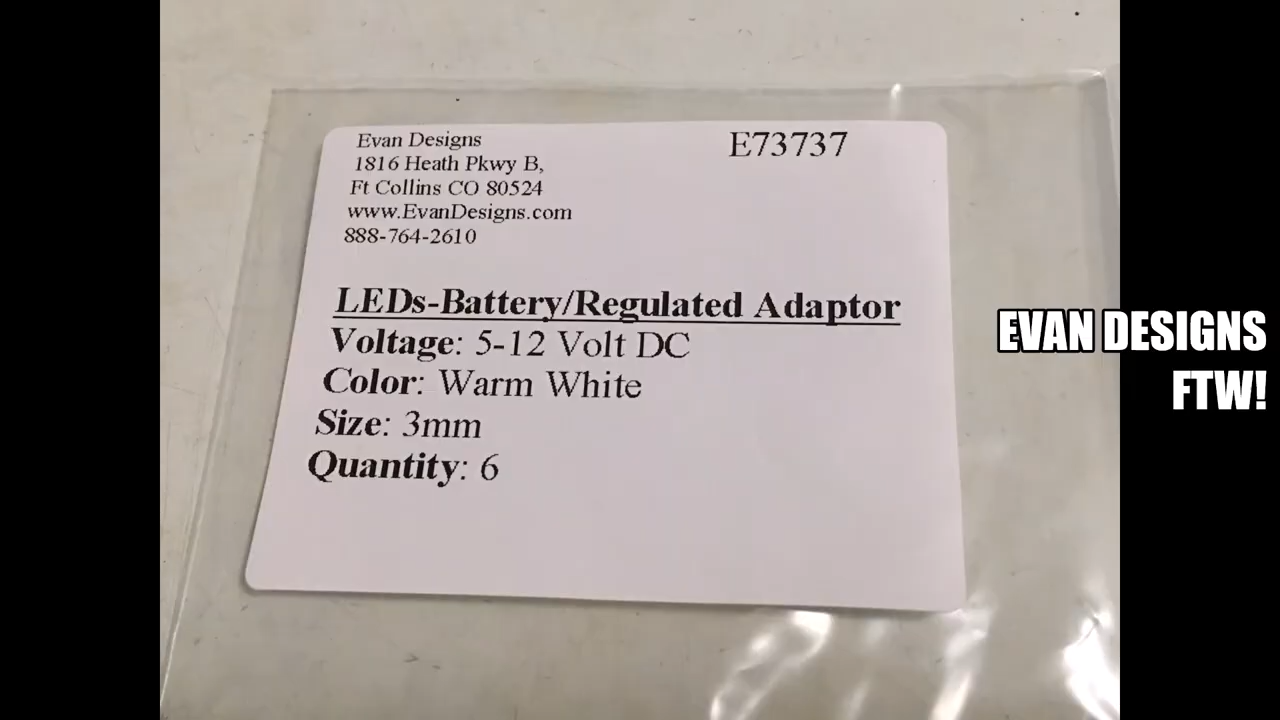 Evan Designs
1816 Heath Pkwy B,
Ft Collins CO 80524
www.EvanDesigns.com
888-764-2610
E73737
LEDs-Battery/Regulated Adaptor
Voltage: 5-12 Volt DC
Color: Warm White
Size: 3mm
Quantity: 6
EVAN DESIGNS
FTW!